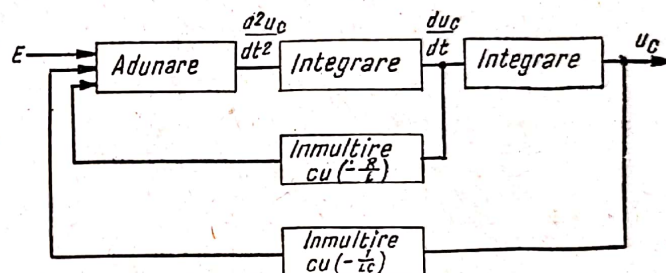 E
Adunare
d²u_c/dt²
Integrare
du_c/dt
Integrare
u_c
Inmultire
cu (-R/L)
Inmultire
cu (-1/LC)